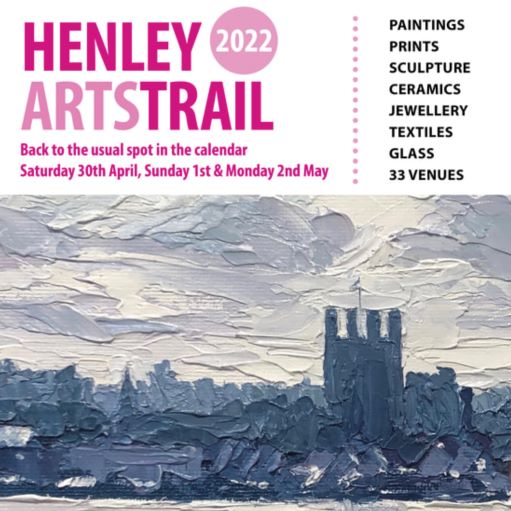 HENLEY
2022
ARTSTRAIL
Back to the usual spot in the calendar
Saturday 30th April, Sunday 1st & Monday 2nd May
PAINTINGS
PRINTS
SCULPTURE
CERAMICS
JEWELLERY
TEXTILES
GLASS
33 VENUES